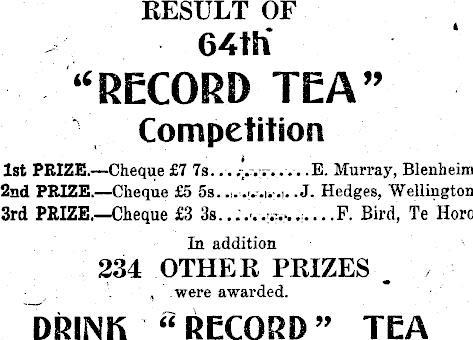 RESULT OF
64th
"RECORD TEA"
Competition
1st PRIZE.—Cheque £7 7s.............E. Murray, Blenheim
2nd PRIZE.—Cheque £5 5s............J. Hedges, Wellington
3rd PRIZE.—Cheque £3 3s................F. Bird, Te Horo
In addition
234 OTHER PRIZES
were awarded.
DRINK "RECORD" TEA